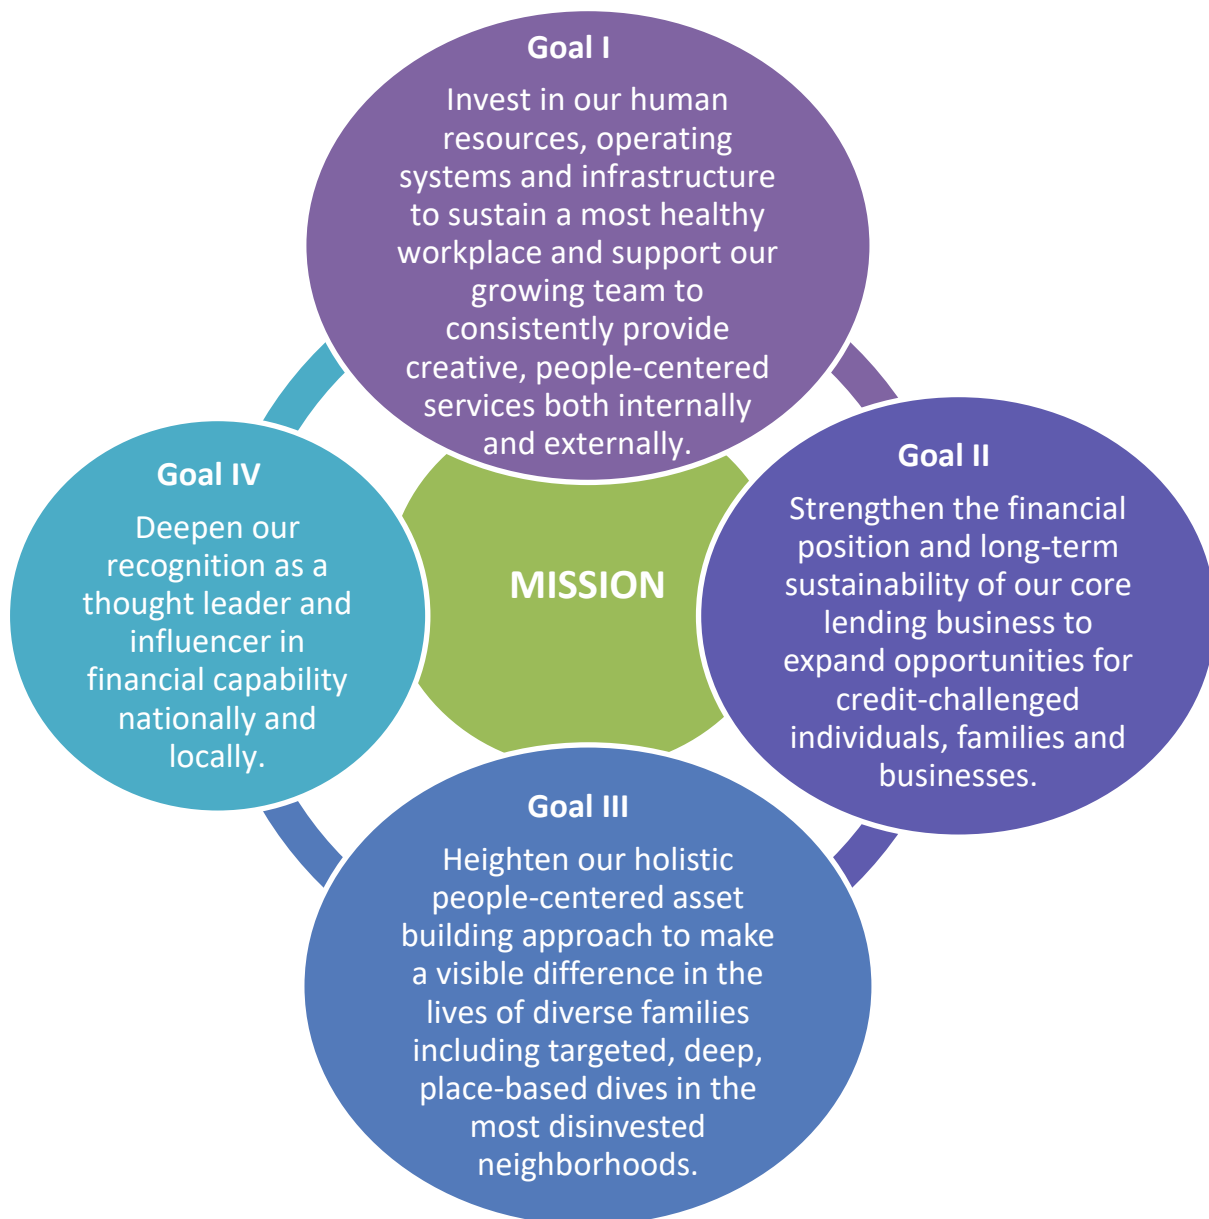 Goal I
Invest in our human
resources, operating
systems and infrastructure
to sustain a most healthy
workplace and support our
growing team to
consistently provide
creative, people-centered
services both internally
and externally.
Goal II
Strengthen the financial
position and long-term
sustainability of our core
lending business to
expand opportunities for
credit-challenged
individuals, families and
businesses.
Goal III
Heighten our holistic
people-centered asset
building approach to make
a visible difference in the
lives of diverse families
including targeted, deep,
place-based dives in the
most disinvested
neighborhoods.
Goal IV
Deepen our
recognition as a
thought leader and
influencer in
financial capability
nationally and
locally.
MISSION